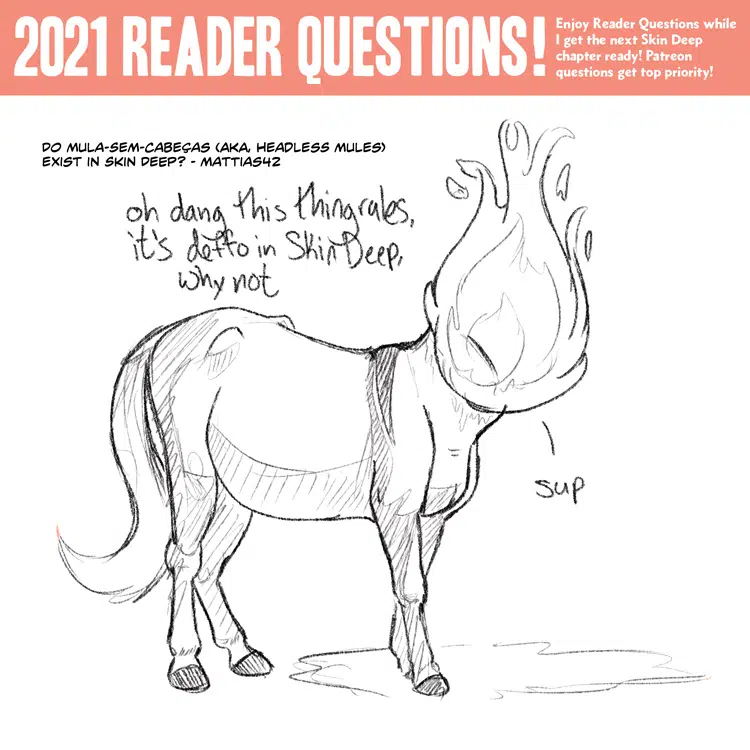 2021 READER QUESTIONS!
Enjoy Reader Questions while
I get the next Skin Deep
chapter ready! Patreon
questions get top priority!
DO MULA-SEM-CABEÇAS (AKA, HEADLESS MULES)
EXIST IN SKIN DEEP? - MATTIAS42
oh dang this thing rules,
it's deffo in Skin Deep,
why not
sup